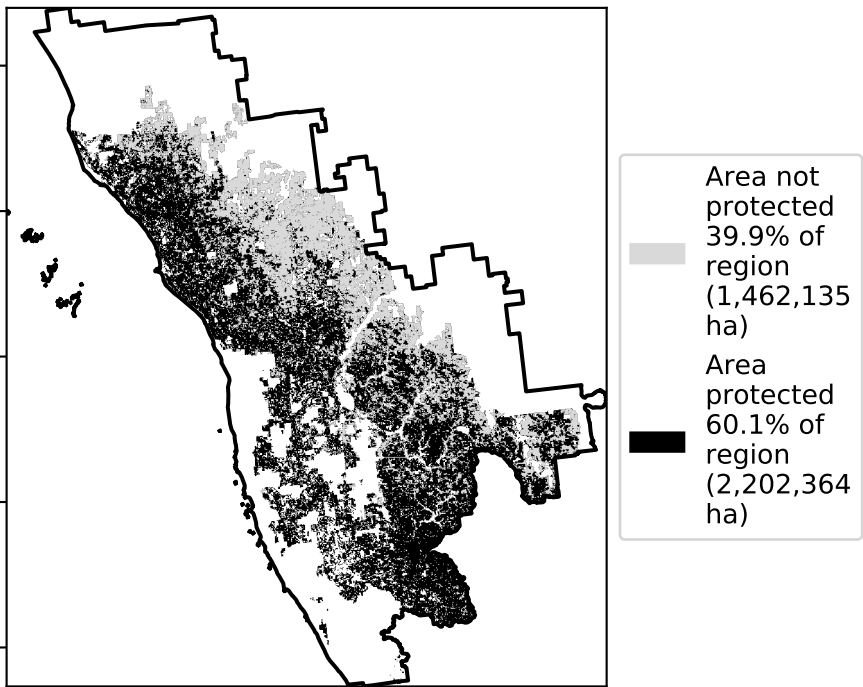 Area not
protected
39.9% of
region
(1,462,135
ha)
Area
protected
60.1% of
region
(2,202,364
ha)